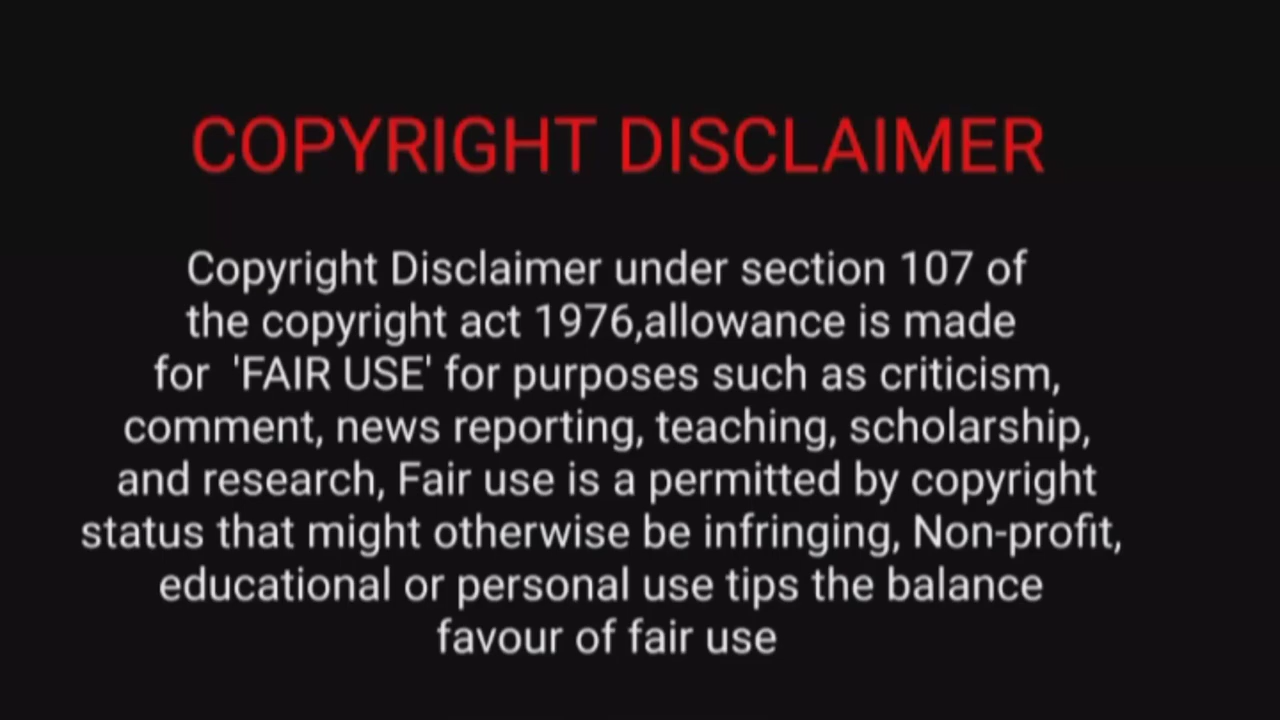 COPYRIGHT DISCLAIMER
Copyright Disclaimer under section 107 of
the copyright act 1976,allowance is made
for  'FAIR USE' for purposes such as criticism,
comment, news reporting, teaching, scholarship,
and research, Fair use is a permitted by copyright
status that might otherwise be infringing, Non-profit,
educational or personal use tips the balance
favour of fair use